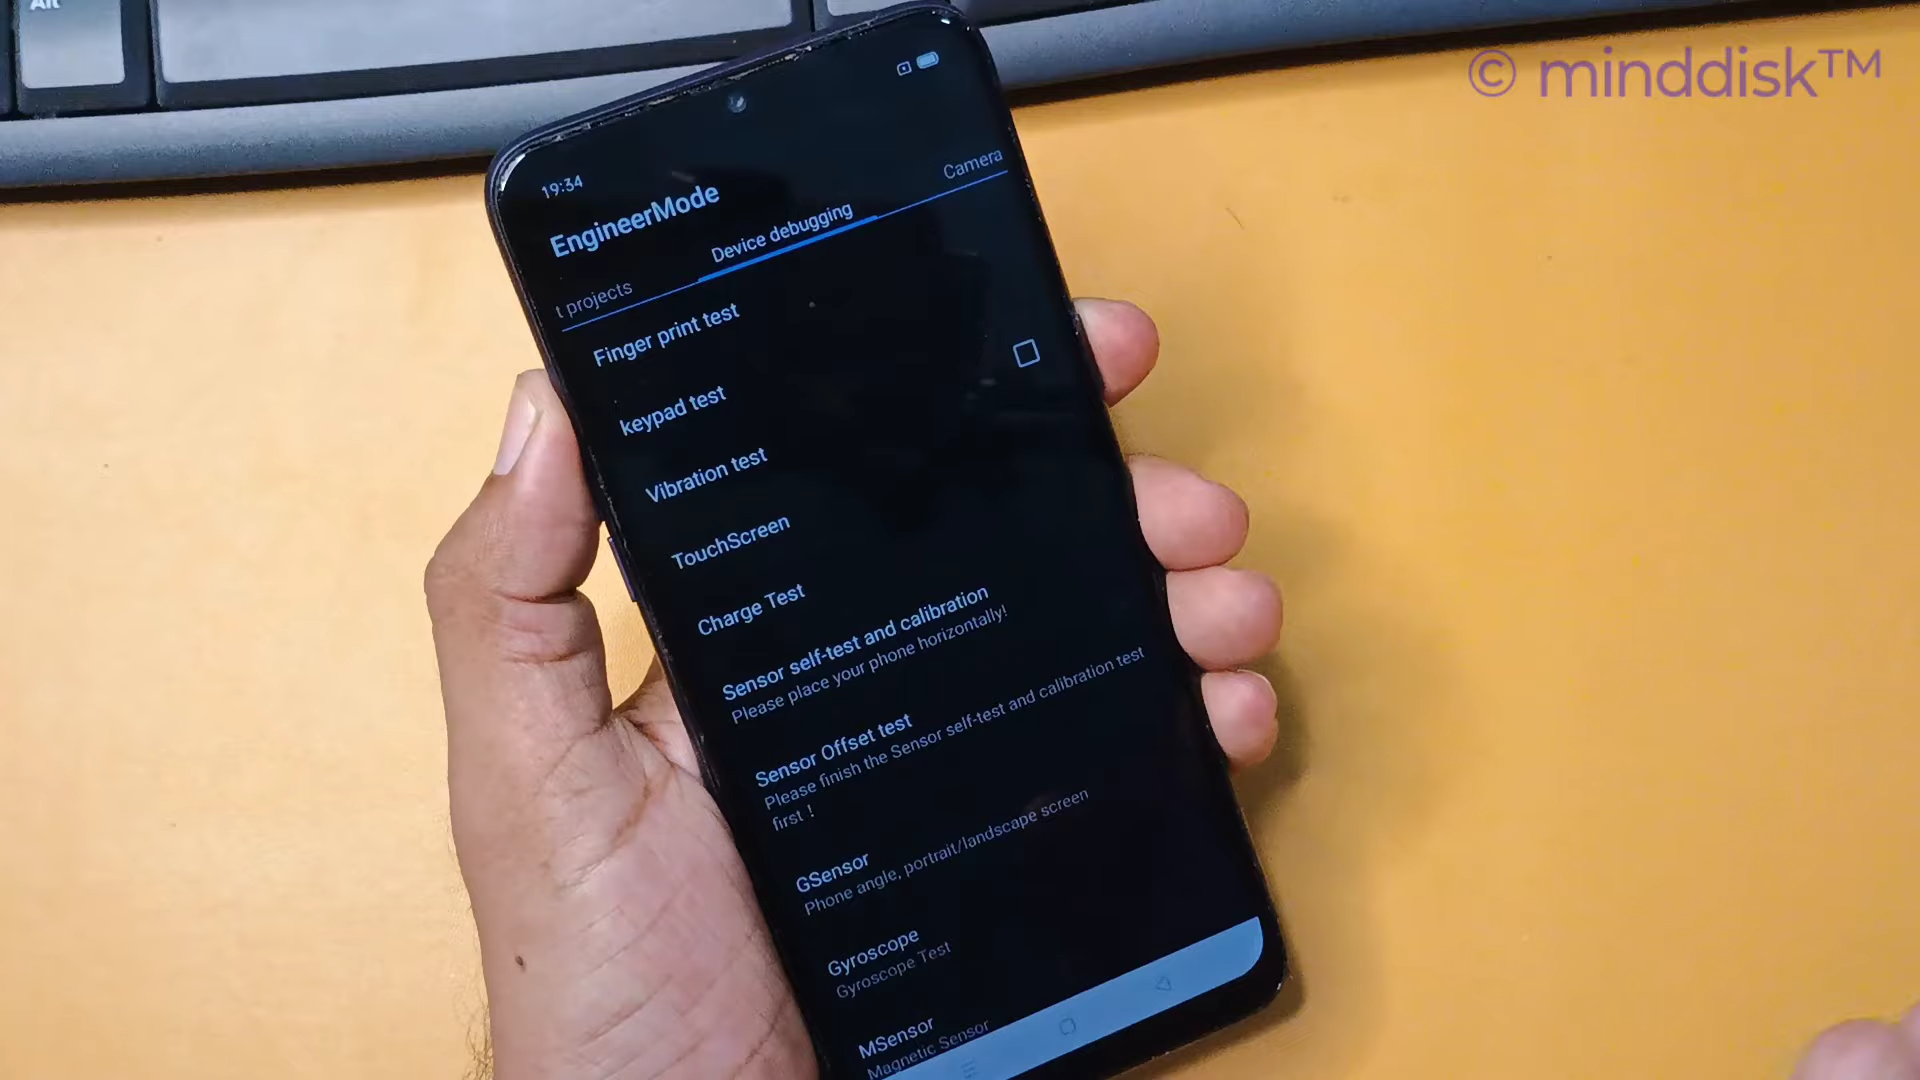 Alt
© minddisk™
19:34
EngineerMode
t projects
Device debugging
Camera
Finger print test
keypad test
Vibration test
TouchScreen
Charge Test
Sensor self-test and calibration
Please place your phone horizontally!
Sensor Offset test
Please finish the Sensor self-test and calibration test
first !
GSensor
Phone angle, portrait/landscape screen
Gyroscope
Gyroscope Test
MSensor
Magnetic Sensor